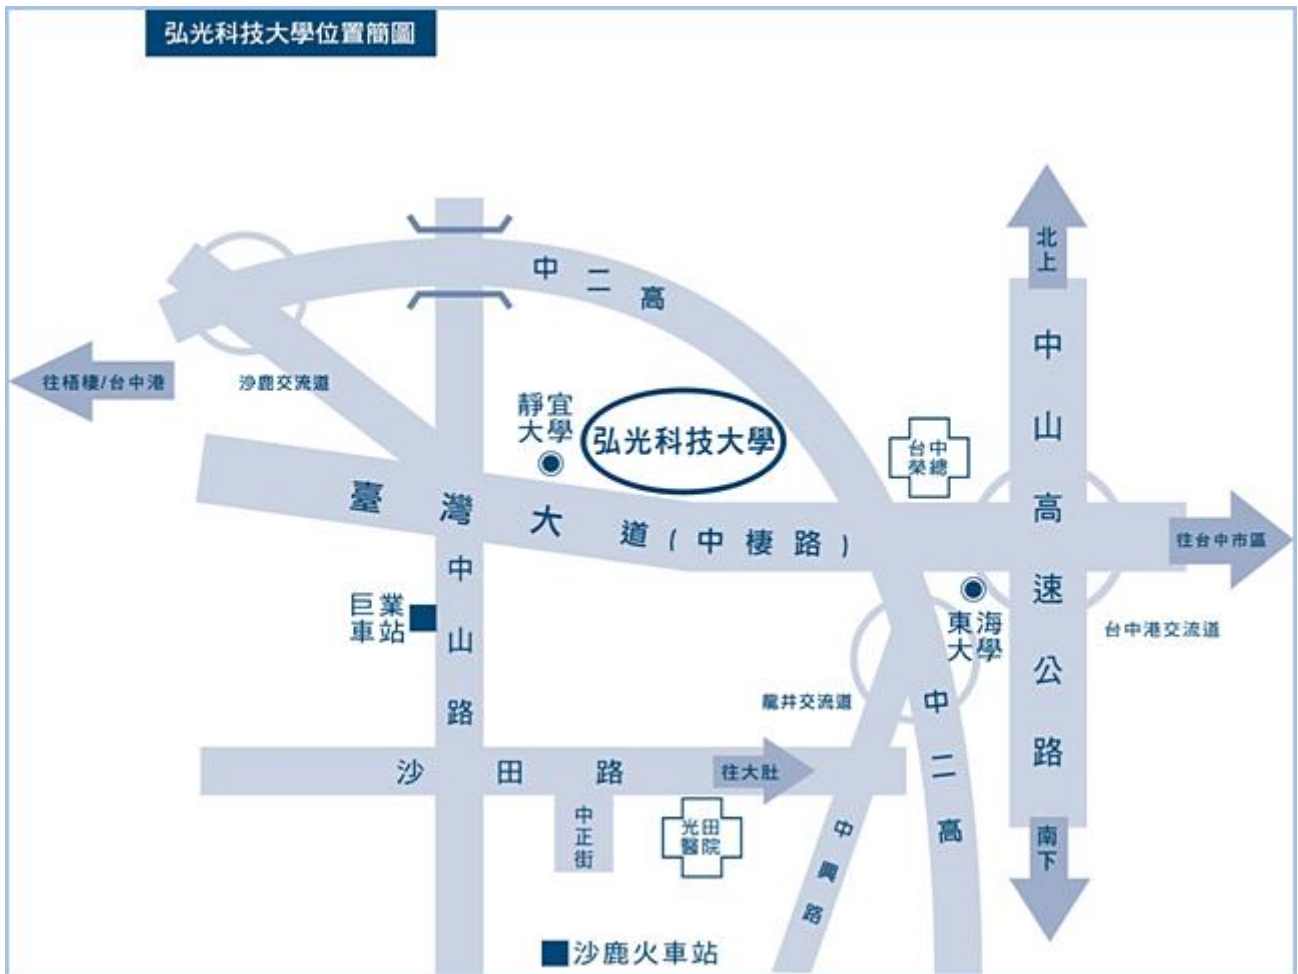 弘光科技大學位置簡圖
北上
中二高
中山高速公路
往梧棲/台中港
沙鹿交流道
靜宜
大學
弘光科技大學
台中
榮總
臺灣大道(中棲路)
往台中市區
中山路
巨業
車站
東海
大學
台中港交流道
龍井交流道
中二高
沙田路
往大肚
中正街
光田
醫院
中興路
南下
沙鹿火車站